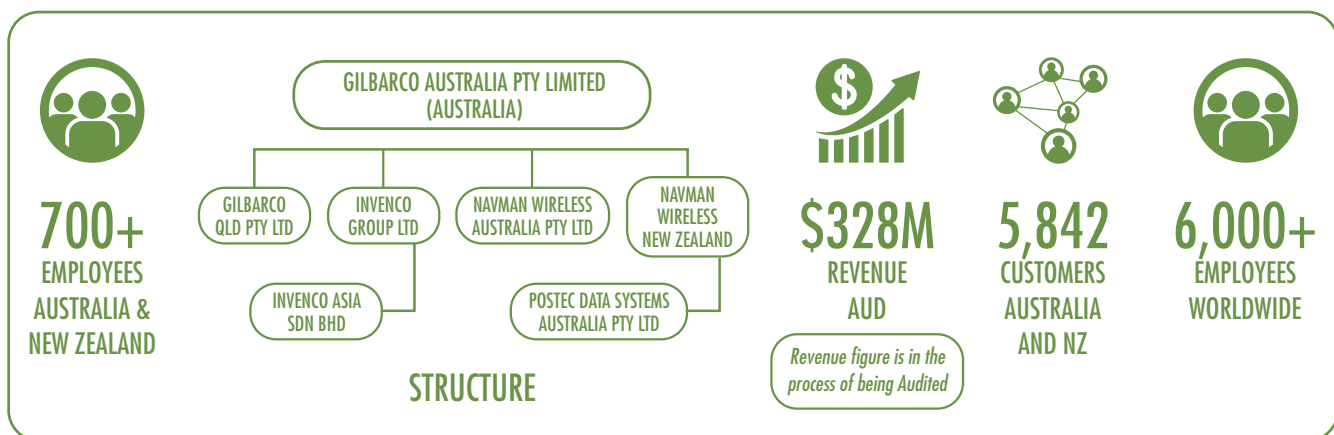 700+
EMPLOYEES
AUSTRALIA &
NEW ZEALAND
GILBARCO AUSTRALIA PTY LIMITED
(AUSTRALIA)
GILBARCO
QLD PTY LTD
INVENCO
GROUP LTD
NAVMAN WIRELESS
AUSTRALIA PTY LTD
NAVMAN
WIRELESS
NEW ZEALAND
INVENCO ASIA
SDN BHD
POSTEC DATA SYSTEMS
AUSTRALIA PTY LTD
STRUCTURE
$
$328M
REVENUE
AUD
Revenue figure is in the
process of being Audited
5,842
CUSTOMERS
AUSTRALIA
AND NZ
6,000+
EMPLOYEES
WORLDWIDE